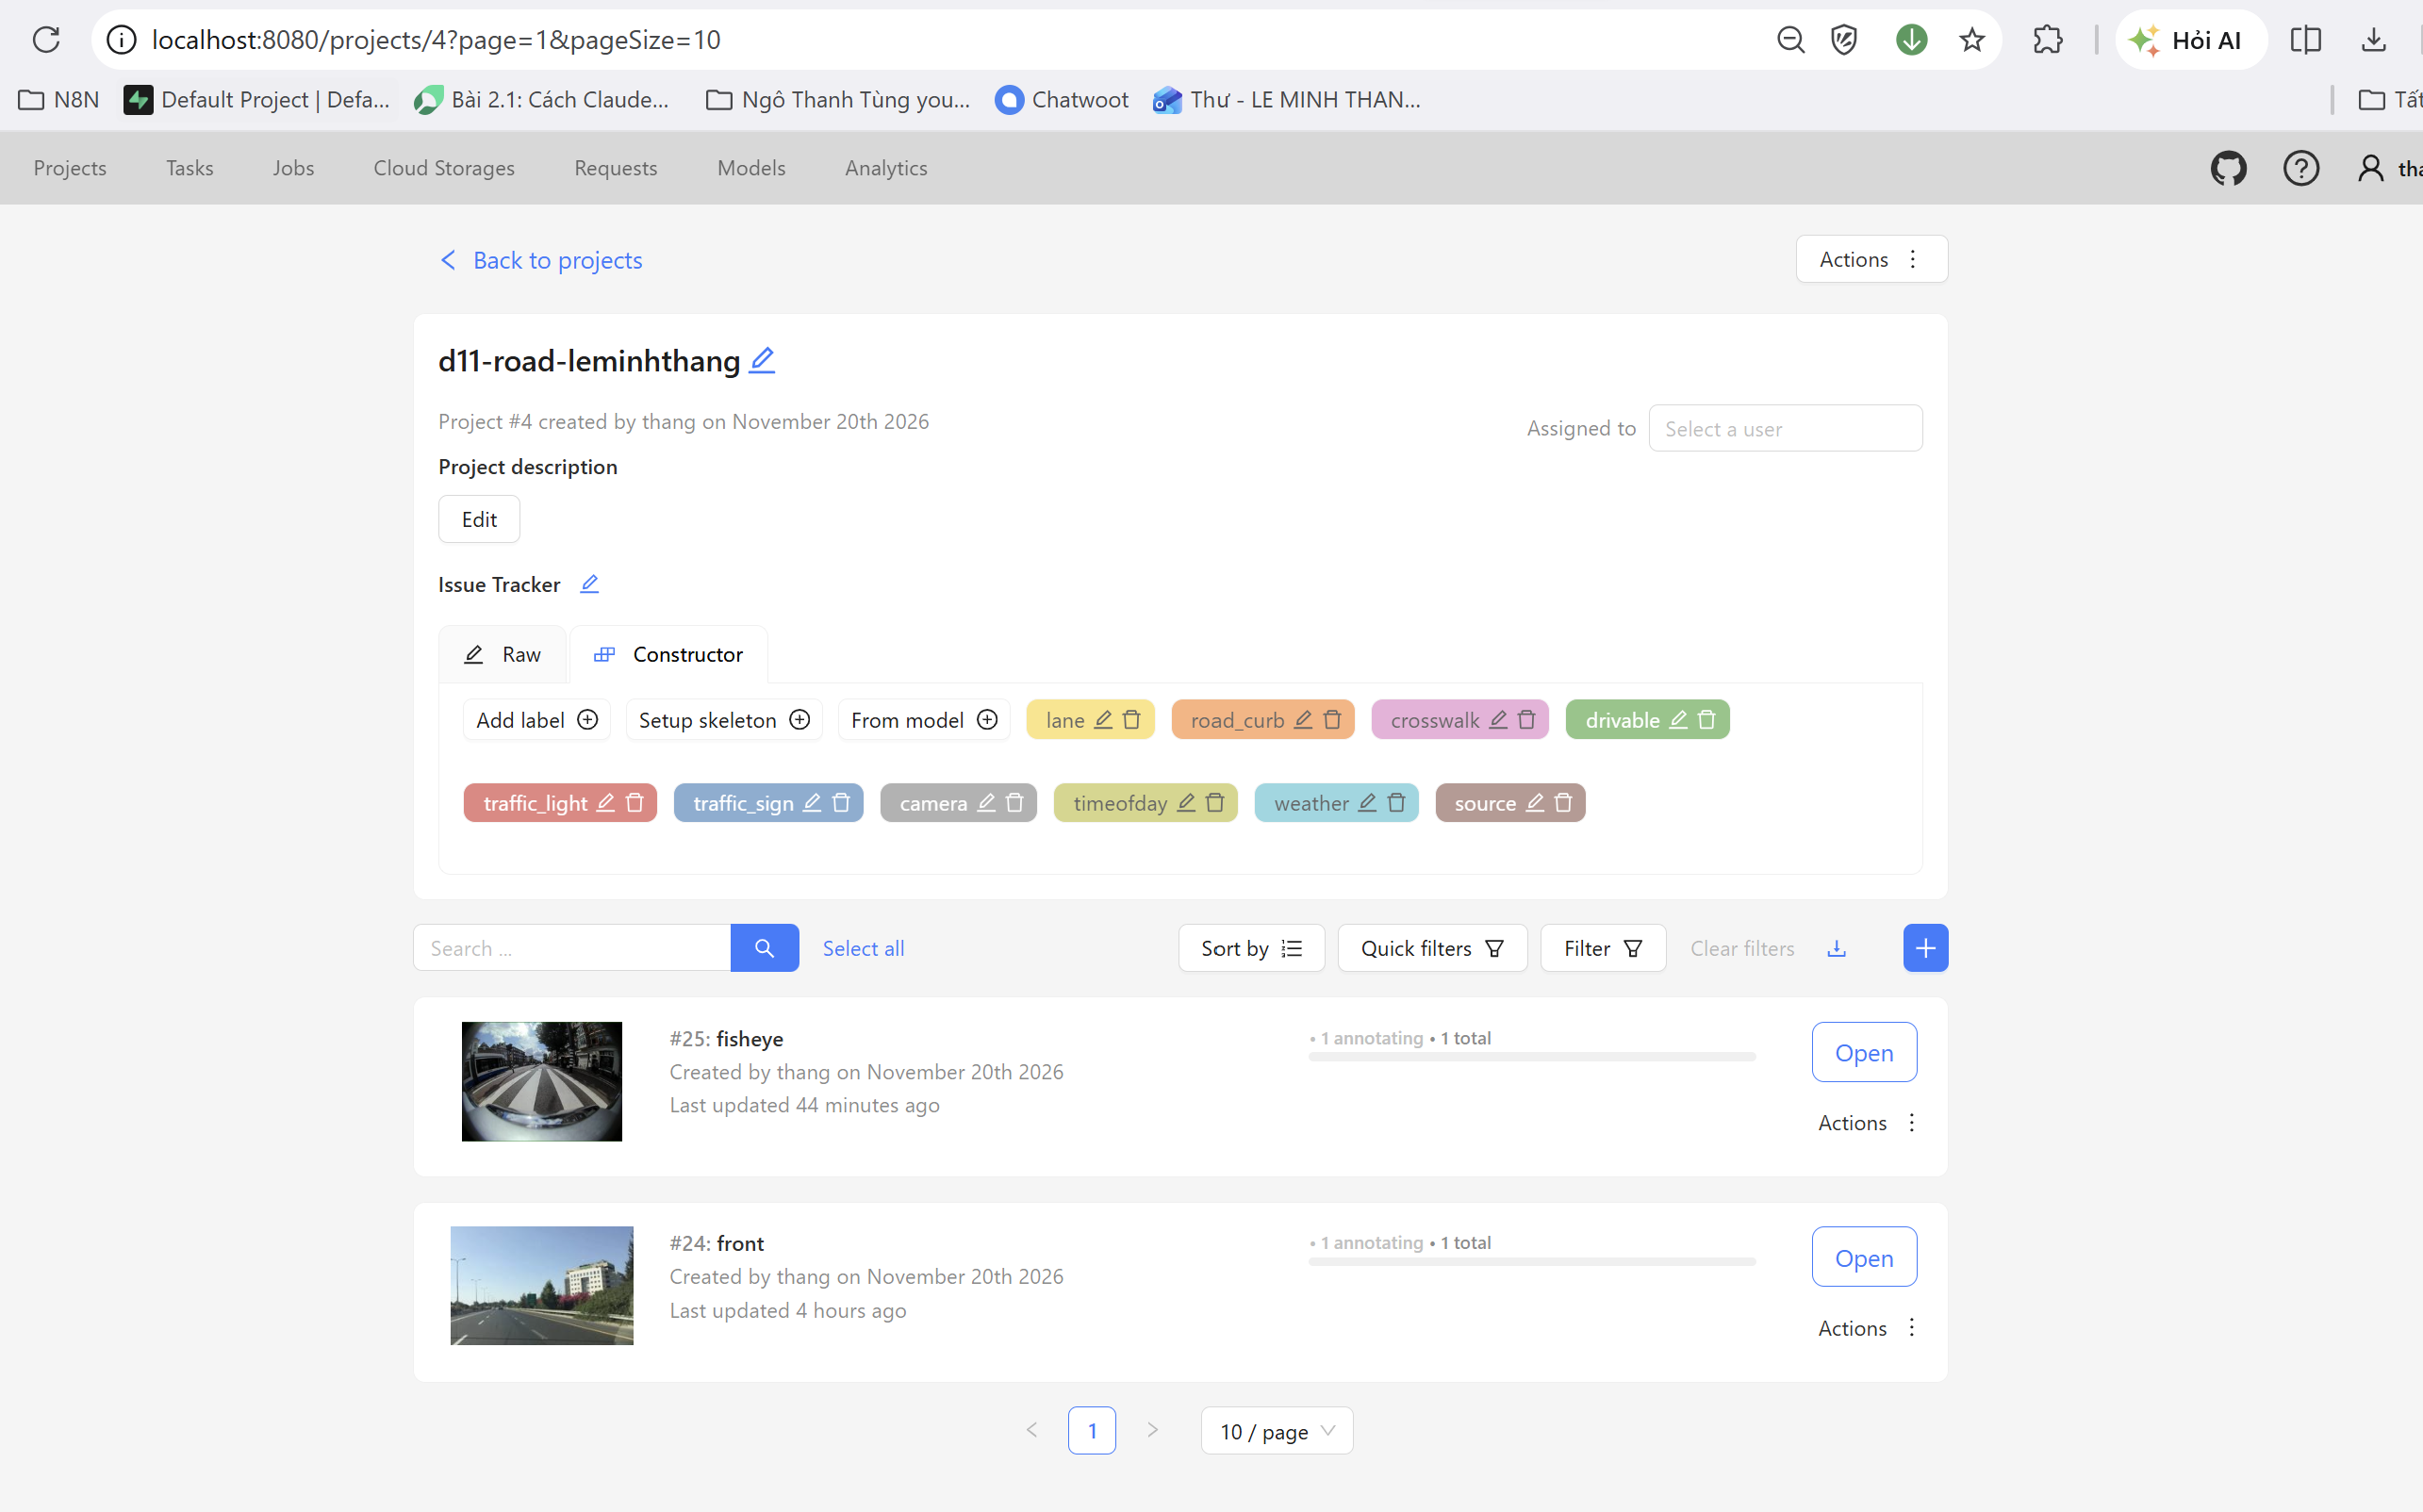 localhost:8080/projects/4?page=1&pageSize=10
Hỏi AI
N8N
Default Project | Defa...
Bài 2.1: Cách Claude...
Ngô Thanh Tùng you...
Chatwoot
Thư - LE MINH THAN...
Tất
Projects
Tasks
Jobs
Cloud Storages
Requests
Models
Analytics
tha
Back to projects
Actions
d11-road-leminhthang
Project #4 created by thang on November 20th 2026
Assigned to
Select a user
Project description
Edit
Issue Tracker
Raw
Constructor
Add label
Setup skeleton
From model
lane
road_curb
crosswalk
drivable
traffic_light
traffic_sign
camera
timeofday
weather
source
Search ...
Select all
Sort by
Quick filters
Filter
Clear filters
#25: fisheye
Created by thang on November 20th 2026
Last updated 44 minutes ago
• 1 annotating • 1 total
Open
Actions
#24: front
Created by thang on November 20th 2026
Last updated 4 hours ago
• 1 annotating • 1 total
Open
Actions
1
10 / page